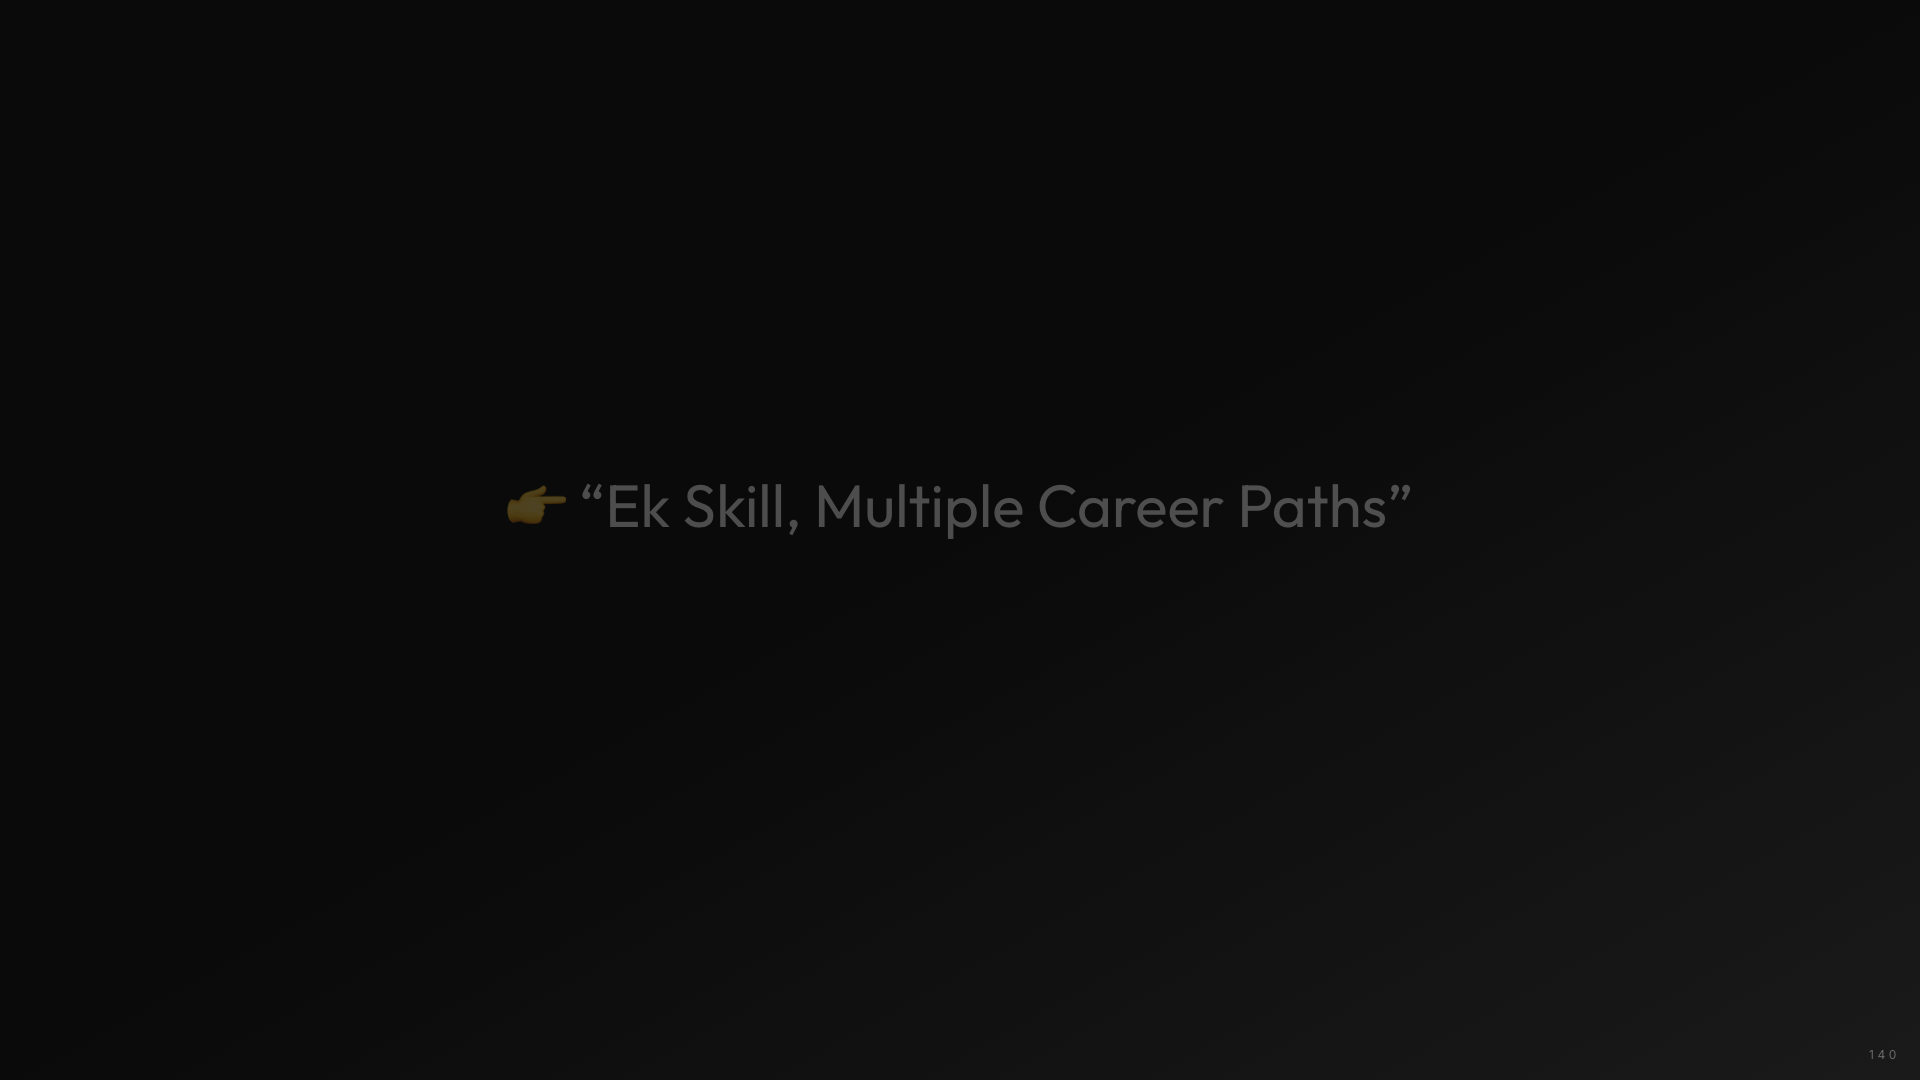 👉 “Ek Skill, Multiple Career Paths”
140